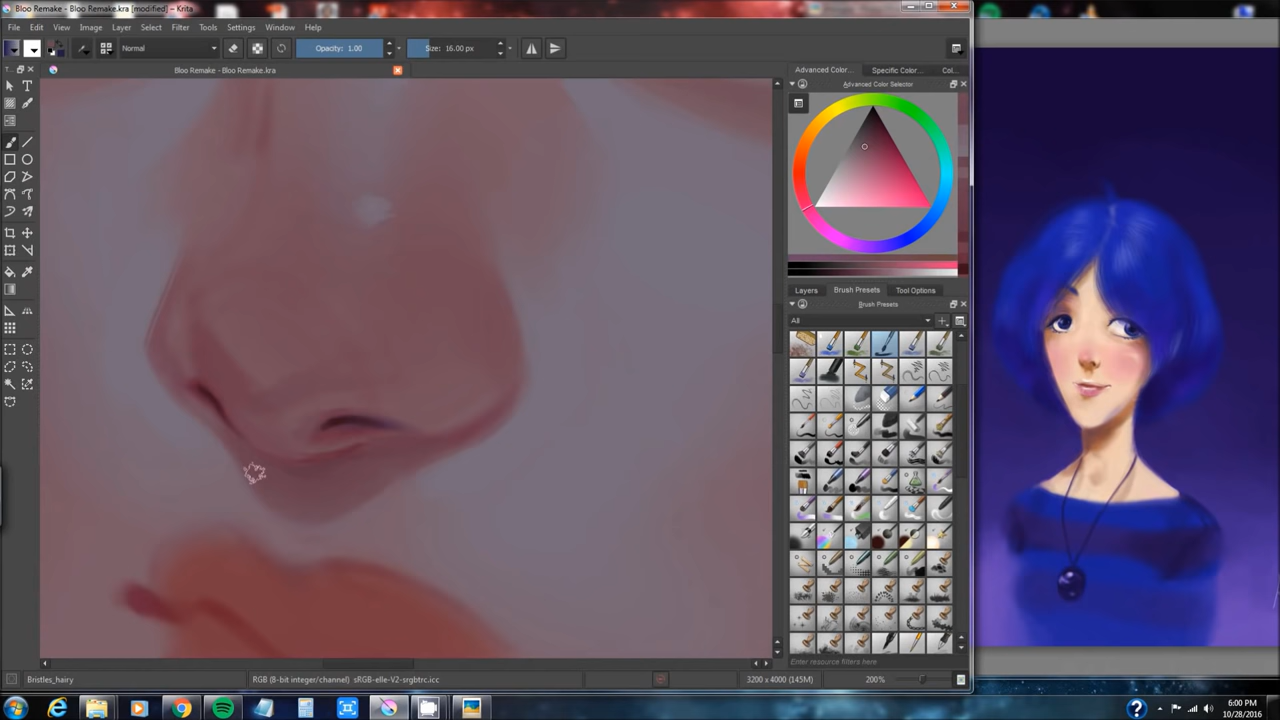 Bloo Remake - Bloo Remake.kra [modified] - Krita
File Edit View Image Layer Select Filter Tools Settings Window Help
Normal Opacity: 1.00 Size: 16.00 px
T... Bloo Remake - Bloo Remake.kra
Advanced Color... Specific Color... Col...
Advanced Color Selector
Layers Brush Presets Tool Options
Brush Presets
All
Enter resource filters here
Bristles_hairy RGB (8-bit integer/channel) sRGB-elle-V2-srgbtrc.icc 3200 x 4000 (145M) 200%
6:00 PM
10/28/2016